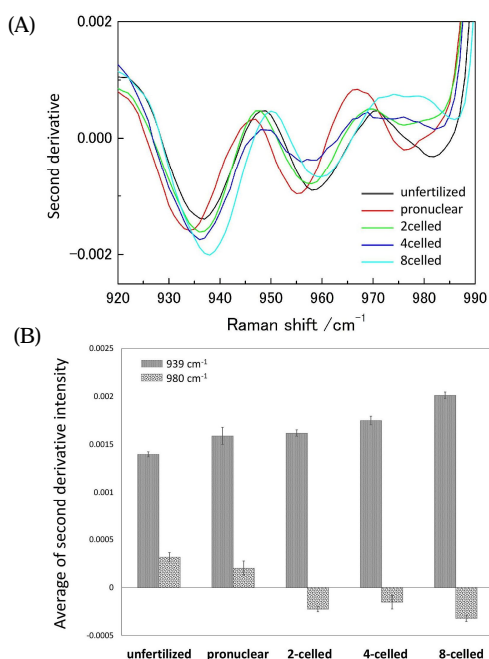 (A)
0.002
0.000
−0.002
Second derivative
unfertilized
pronuclear
2celled
4celled
8celled
920 930 940 950 960 970 980 990
Raman shift /cm⁻¹
(B)
0.0025
0.002
0.0015
0.001
0.0005
0
-0.0005
Average of second derivative intensity
939 cm⁻¹
980 cm⁻¹
unfertilized pronuclear 2-celled 4-celled 8-celled